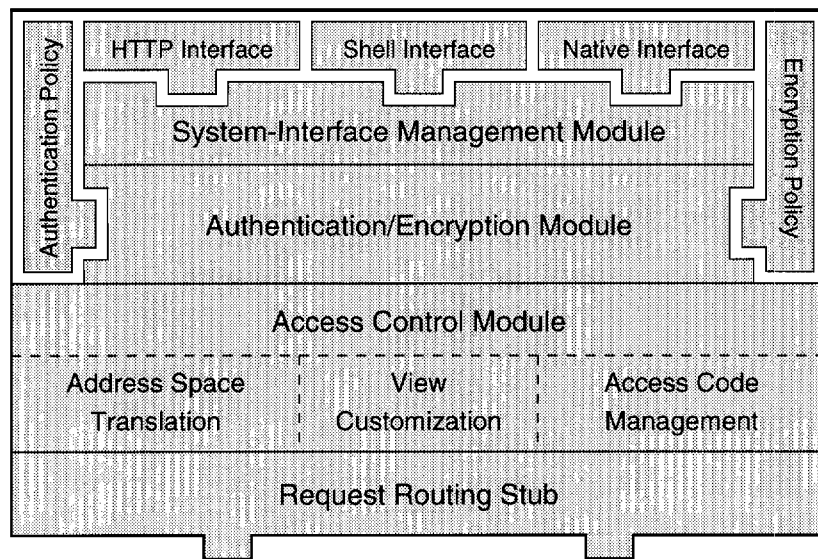 HTTP Interface
Shell Interface
Native Interface
Authentication Policy
Encryption Policy
System-Interface Management Module
Authentication/Encryption Module
Access Control Module
Address Space
Translation
View
Customization
Access Code
Management
Request Routing Stub